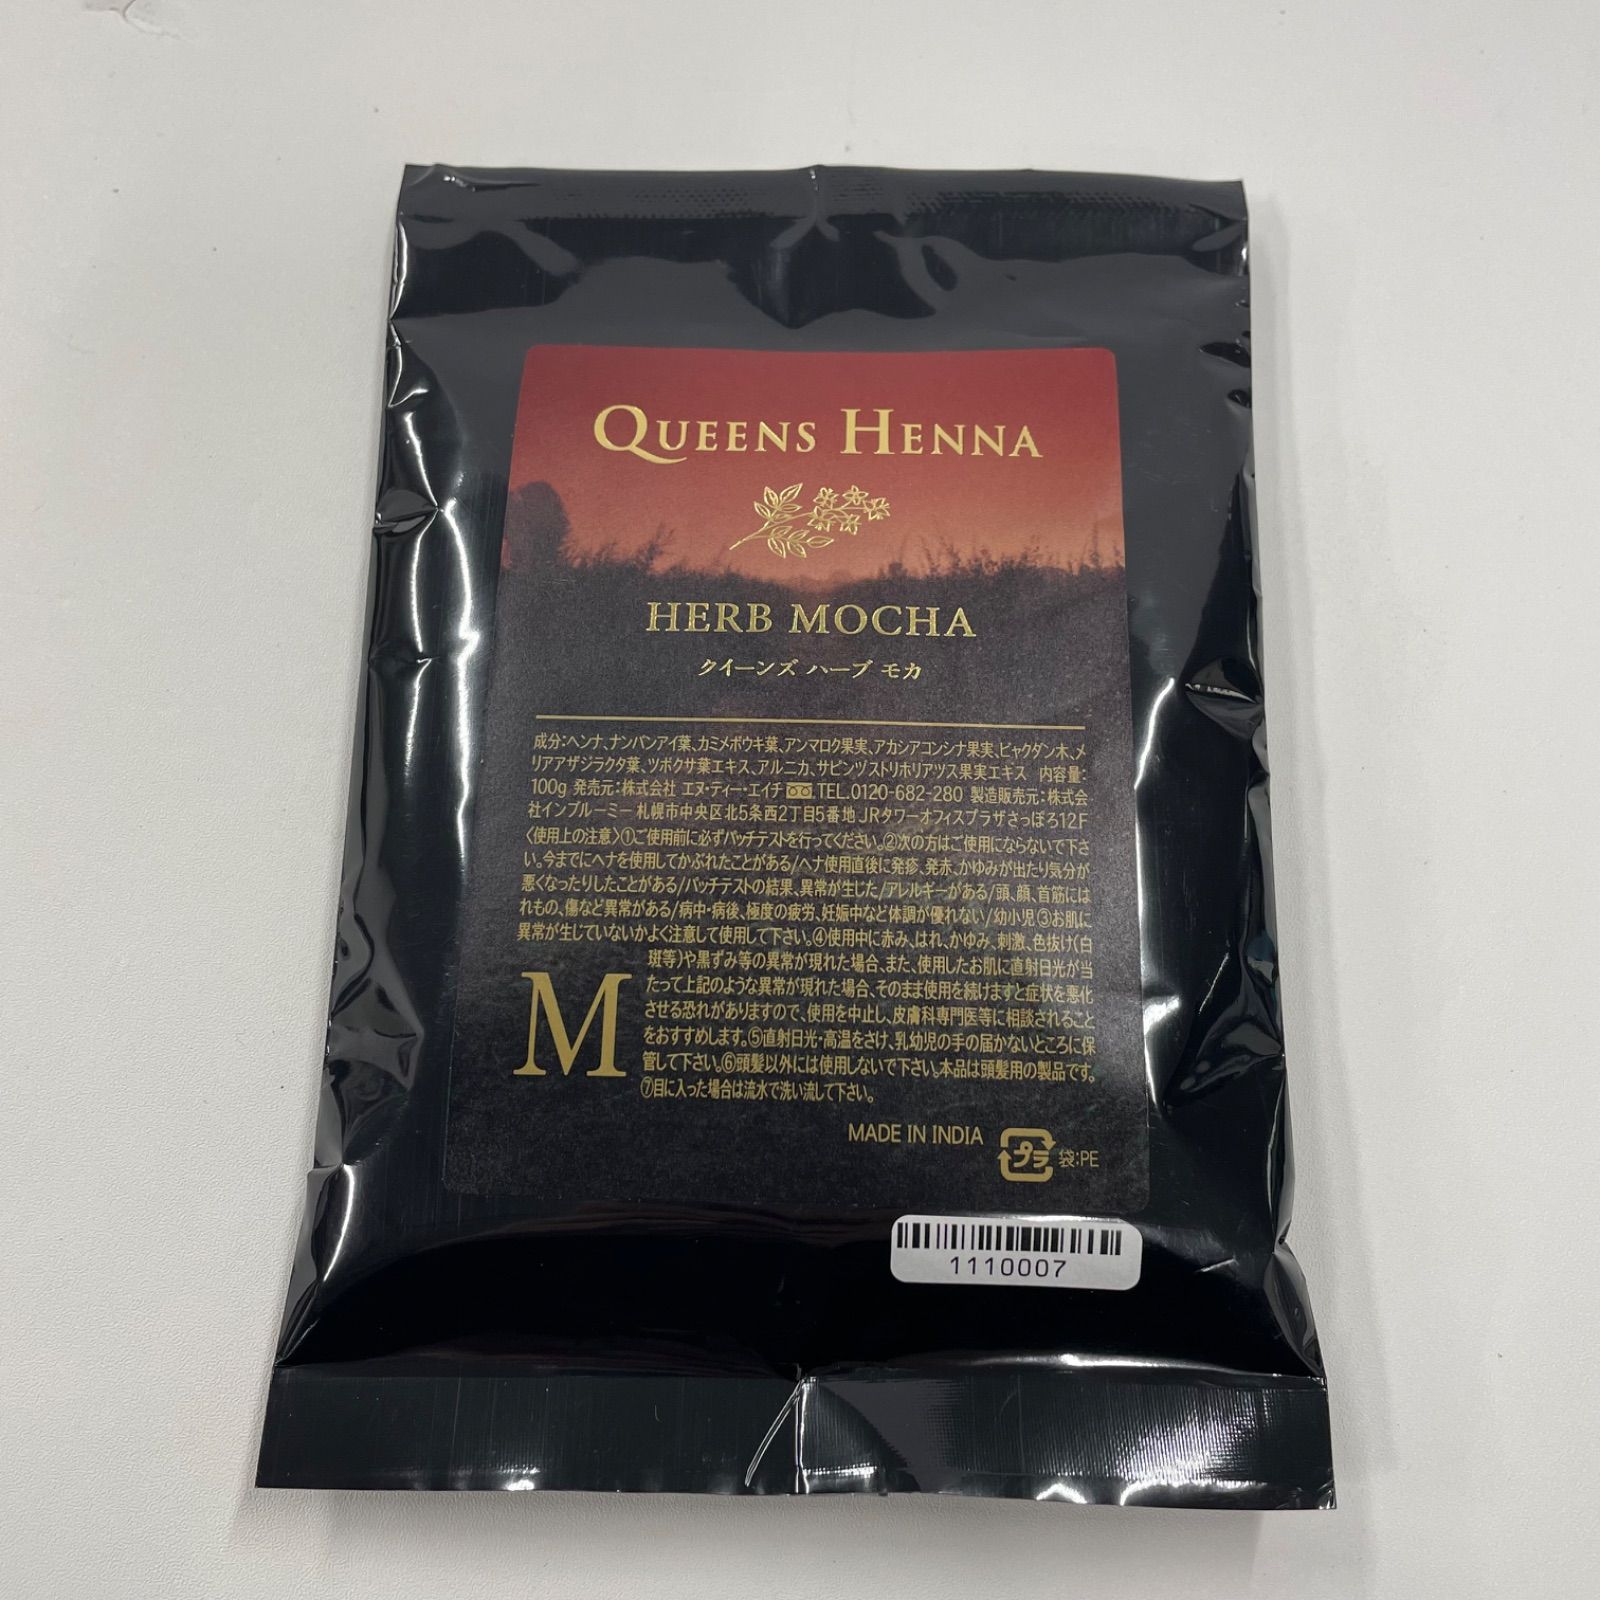 QUEENS HENNA
HERB MOCHA
クイーンズ ハーブ モカ
成分:ヘンナ、ナンバンアイ葉、カミメボウキ葉、アンマロク果実、アカシアコンシナ果実、ビャクダン木、メ
リアアザジラクタ葉、ツボクサ葉エキス、アルニカ、サピンヅストリホリアツス果実エキス 内容量:
100g 発売元:株式会社 エヌ・ティー・エイチ TEL.0120-682-280 製造販売元:株式会
社インプルーミー 札幌市中央区北5条西2丁目5番地 JRタワーオフィスプラザさっぽろ12F
〈使用上の注意〉①ご使用前に必ずパッチテストを行ってください。②次の方はご使用にならないで下さ
い。今までにヘナを使用してかぶれたことがある/ヘナ使用直後に発疹、発赤、かゆみが出たり気分が
悪くなったりしたことがある/パッチテストの結果、異常が生じた/アレルギーがある/頭、顔、首筋には
れもの、傷など異常がある/病中・病後、極度の疲労、妊娠中など体調が優れない/幼小児③お肌に
異常が生じていないかよく注意して使用して下さい。④使用中に赤み、はれ、かゆみ、刺激、色抜け(白
斑等)や黒ずみ等の異常が現れた場合、また、使用したお肌に直射日光が当
たって上記のような異常が現れた場合、そのまま使用を続けますと症状を悪化
させる恐れがありますので、使用を中止し、皮膚科専門医等に相談されること
をおすすめします。⑤直射日光・高温をさけ、乳幼児の手の届かないところに保
管して下さい。⑥頭髪以外には使用しないで下さい。本品は頭髪用の製品です。
⑦目に入った場合は流水で洗い流して下さい。
M
MADE IN INDIA
プラ 袋:PE
1110007